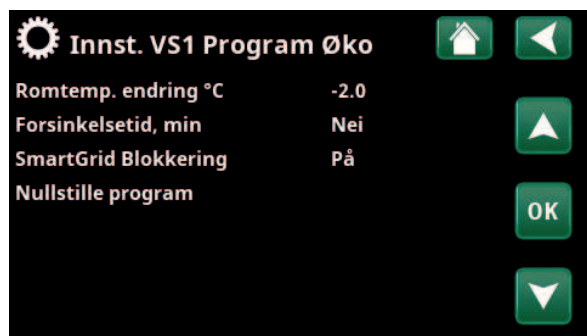 Innst. VS1 Program Øko
Romtemp. endring °C -2.0
Forsinkelsetid, min Nei
SmartGrid Blokkering På
Nullstille program
OK